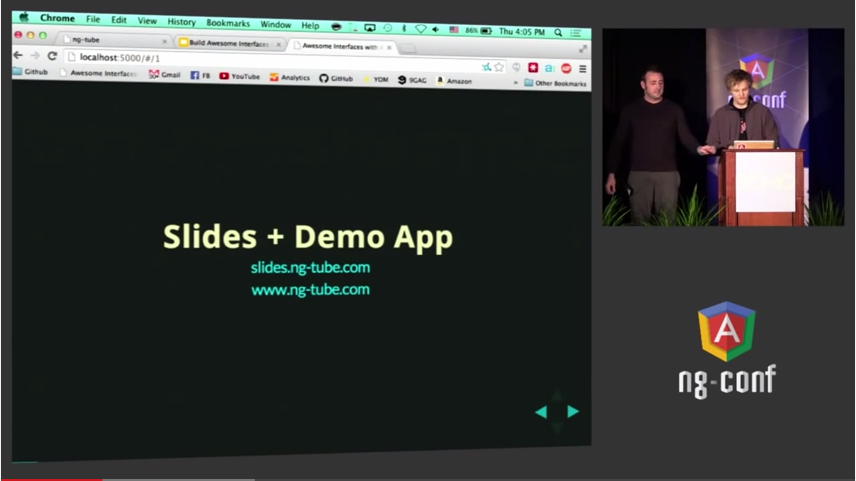 Chrome File Edit View History Bookmarks Window Help 86% Thu 4:05 PM
ng-tube Build Awesome Interfaces Awesome Interfaces with
localhost:5000/#/1
Github Awesome Interfaces Gmail FB YouTube Analytics GitHub YDM 9GAG Amazon » Other Bookmarks
Slides + Demo App
slides.ng-tube.com
www.ng-tube.com
A
ng-conf